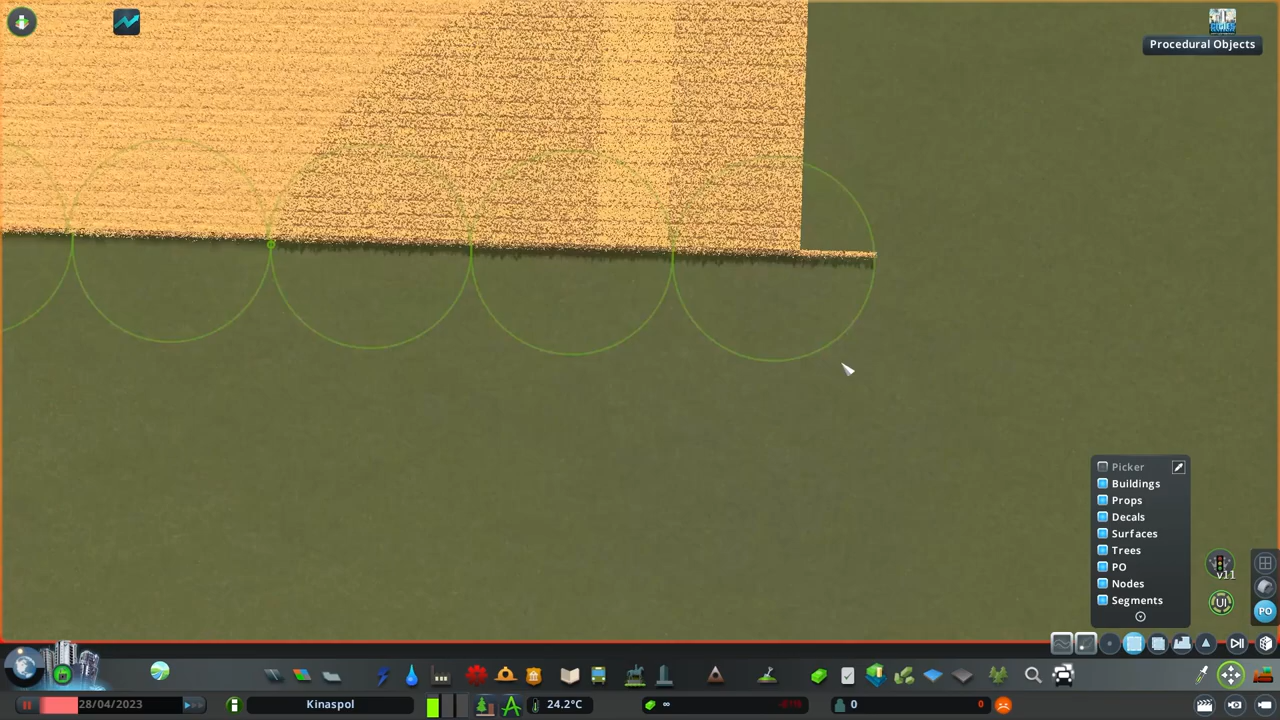 Procedural Objects
Picker
Buildings
Props
Decals
Surfaces
Trees
PO
Nodes
Segments
v11
UI
PO
28/04/2023
Kinaspol
24.2°C
∞
0
0